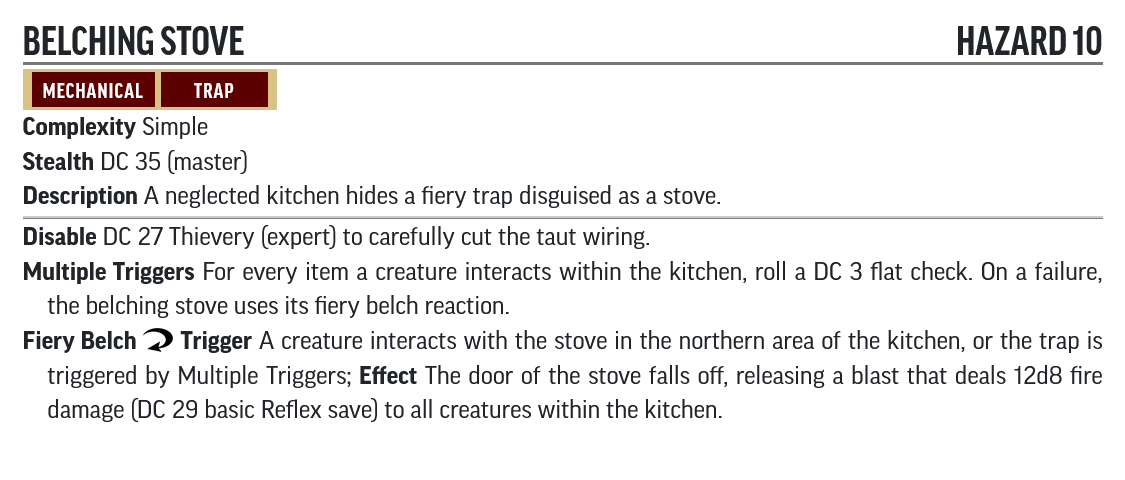 BELCHING STOVE HAZARD 10
MECHANICAL TRAP
Complexity Simple
Stealth DC 35 (master)
Description A neglected kitchen hides a fiery trap disguised as a stove.
Disable DC 27 Thievery (expert) to carefully cut the taut wiring.
Multiple Triggers For every item a creature interacts within the kitchen, roll a DC 3 flat check. On a failure,
the belching stove uses its fiery belch reaction.
Fiery Belch Trigger A creature interacts with the stove in the northern area of the kitchen, or the trap is
triggered by Multiple Triggers; Effect The door of the stove falls off, releasing a blast that deals 12d8 fire
damage (DC 29 basic Reflex save) to all creatures within the kitchen.